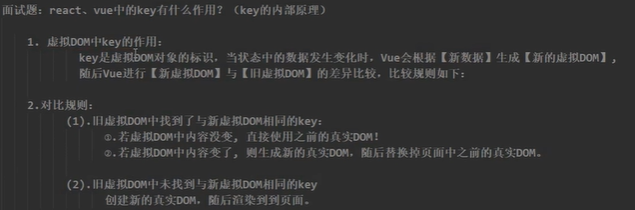 面试题：react、vue中的key有什么作用？（key的内部原理）
1. 虚拟DOM中key的作用：
key是虚拟DOM对象的标识，当状态中的数据发生变化时，Vue会根据【新数据】生成【新的虚拟DOM】，
随后Vue进行【新虚拟DOM】与【旧虚拟DOM】的差异比较，比较规则如下：
2.对比规则：
(1).旧虚拟DOM中找到了与新虚拟DOM相同的key：
①.若虚拟DOM中内容没变, 直接使用之前的真实DOM！
②.若虚拟DOM中内容变了, 则生成新的真实DOM，随后替换掉页面中之前的真实DOM。
(2).旧虚拟DOM中未找到与新虚拟DOM相同的key
创建新的真实DOM，随后渲染到到页面。